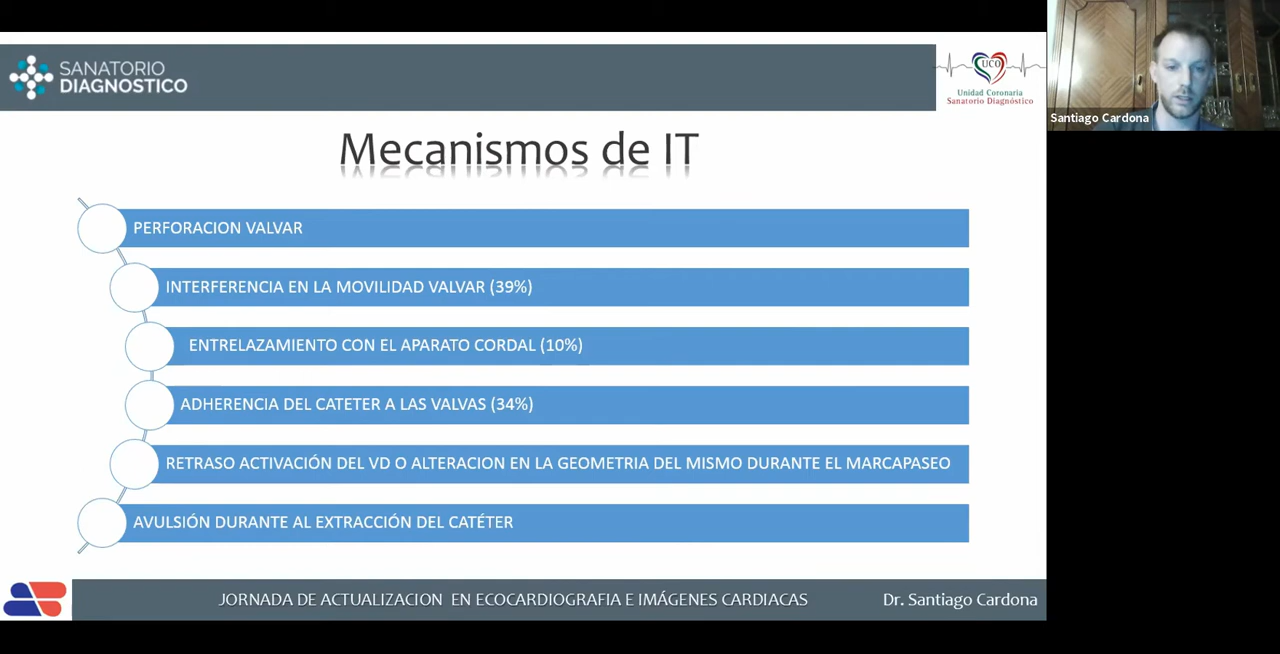 SANATORIO
DIAGNOSTICO
UCO
Unidad Coronaria
Sanatorio Diagnóstico
Santiago Cardona
Mecanismos de IT
PERFORACION VALVAR
INTERFERENCIA EN LA MOVILIDAD VALVAR (39%)
ENTRELAZAMIENTO CON EL APARATO CORDAL (10%)
ADHERENCIA DEL CATETER A LAS VALVAS (34%)
RETRASO ACTIVACIÓN DEL VD O ALTERACION EN LA GEOMETRIA DEL MISMO DURANTE EL MARCAPASEO
AVULSIÓN DURANTE AL EXTRACCIÓN DEL CATÉTER
JORNADA DE ACTUALIZACION EN ECOCARDIOGRAFIA E IMÁGENES CARDIACAS
Dr. Santiago Cardona